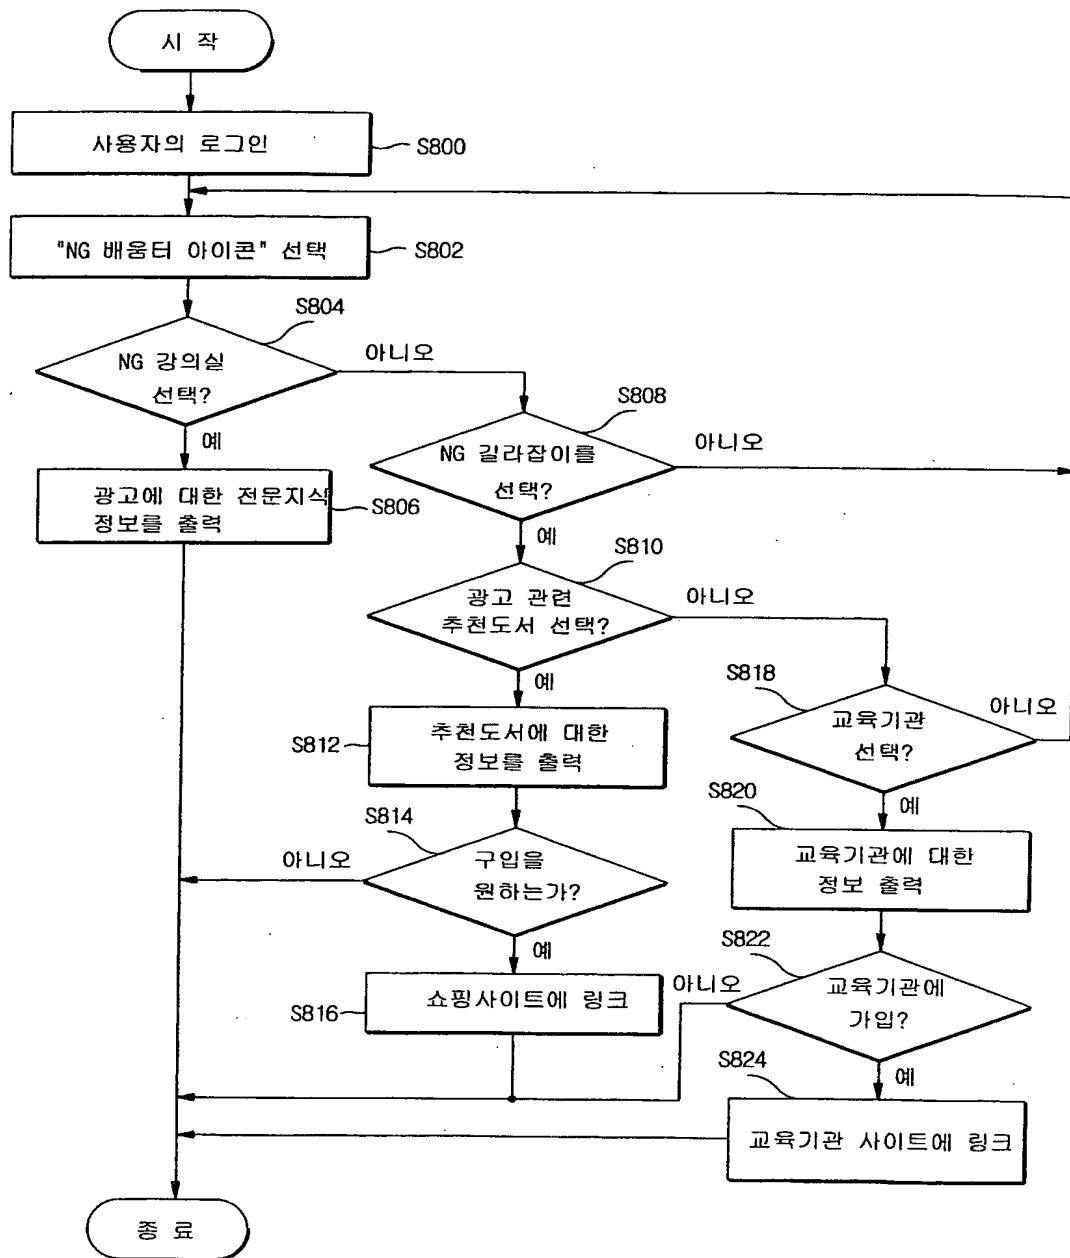 시 작
사용자의 로그인
S800
"NG 배움터 아이콘" 선택
S802
S804
NG 강의실
선택?
아니오
예
S808
NG 길라잡이를
선택?
아니오
예
광고에 대한 전문지식
정보를 출력
S806
S810
광고 관련
추천도서 선택?
아니오
예
S818
교육기관
선택?
아니오
예
S812
추천도서에 대한
정보를 출력
S820
교육기관에 대한
정보 출력
S814
구입을
원하는가?
아니오
예
S822
교육기관에
가입?
아니오
예
S816
쇼핑사이트에 링크
S824
교육기관 사이트에 링크
종 료